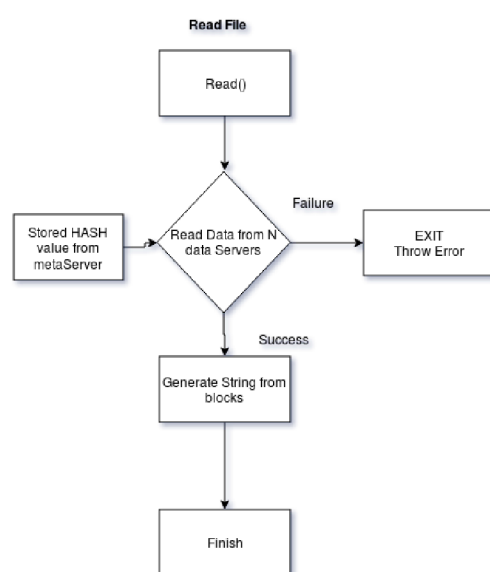 Read File
Read()
Failure
Stored HASH
value from
metaServer
Read Data from N
data Servers
EXIT
Throw Error
Success
Generate String from
blocks
Finish